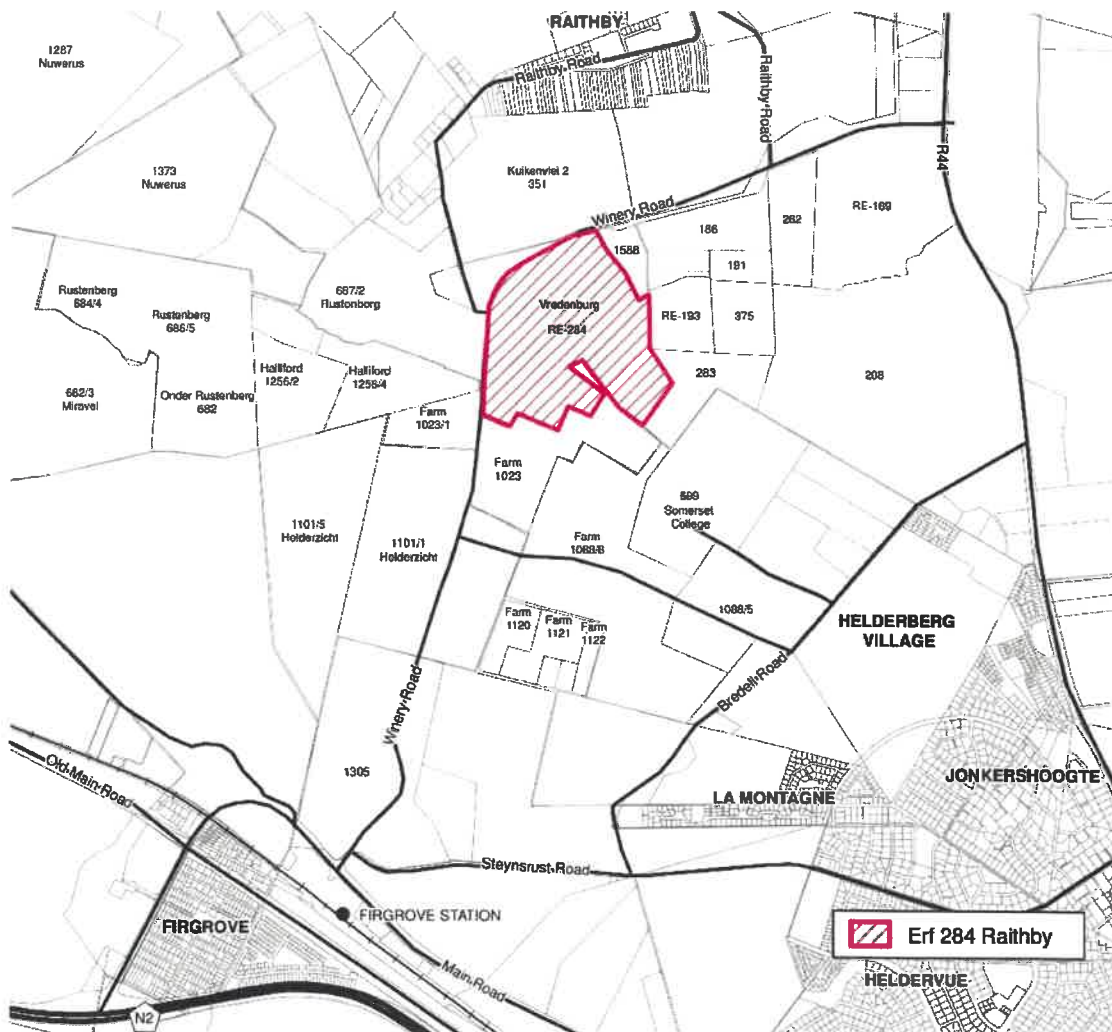 RAITHBY
1287
Nuwerus
Raithby Road
Raithby Road
R44
1373
Nuwerus
Kuikenvlei 2
351
Winery Road
186
262
RE-169
1588
191
Rustenberg
684/4
687/2
Rustonborg
Rustenberg
686/5
Vredenburg
RE-284
RE-193
375
682/3
Miravel
Onder Rustenberg
682
Halliford
1256/2
Halliford
1256/4
283
208
Farm
1023/1
Farm
1023
599
Somerset
College
1101/5
Helderzicht
1101/1
Helderzicht
Farm
1088/8
Farm
1120
Farm
1121
Farm
1122
1088/5
HELDERBERG
VILLAGE
Bredell Road
Winery Road
Old Main Road
1305
LA MONTAGNE
JONKERSHOOGTE
Steynsrust Road
FIRGROVE STATION
FIRGROVE
Main Road
Erf 284 Raithby
HELDERVUE
N2